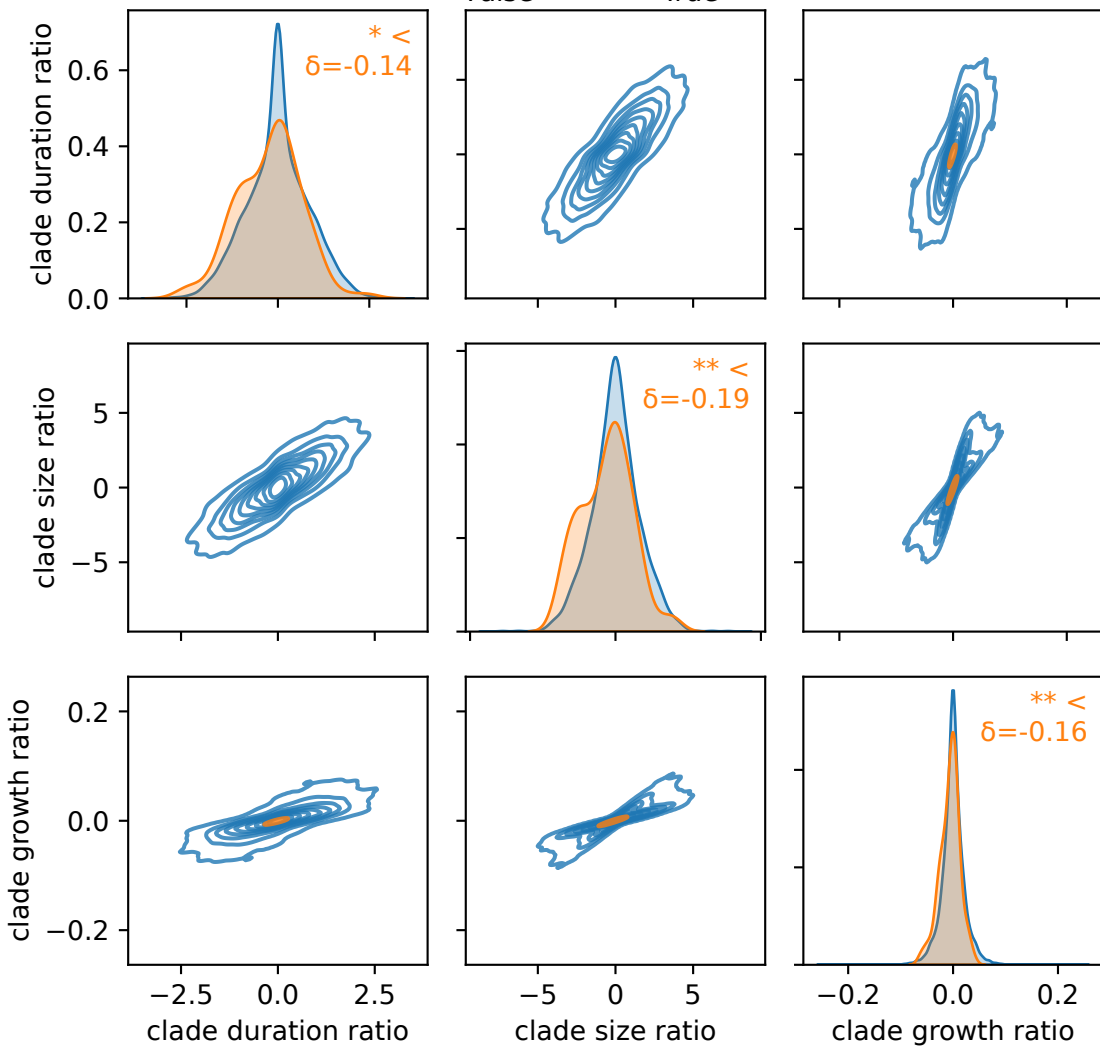 clade duration ratio
0.6
0.4
0.2
0.0
* <
δ=-0.14
clade size ratio
5
0
−5
** <
δ=-0.19
clade growth ratio
0.2
0.0
−0.2
** <
δ=-0.16
−2.5 0.0 2.5
−5 0 5
−0.2 0.0 0.2
clade duration ratio
clade size ratio
clade growth ratio